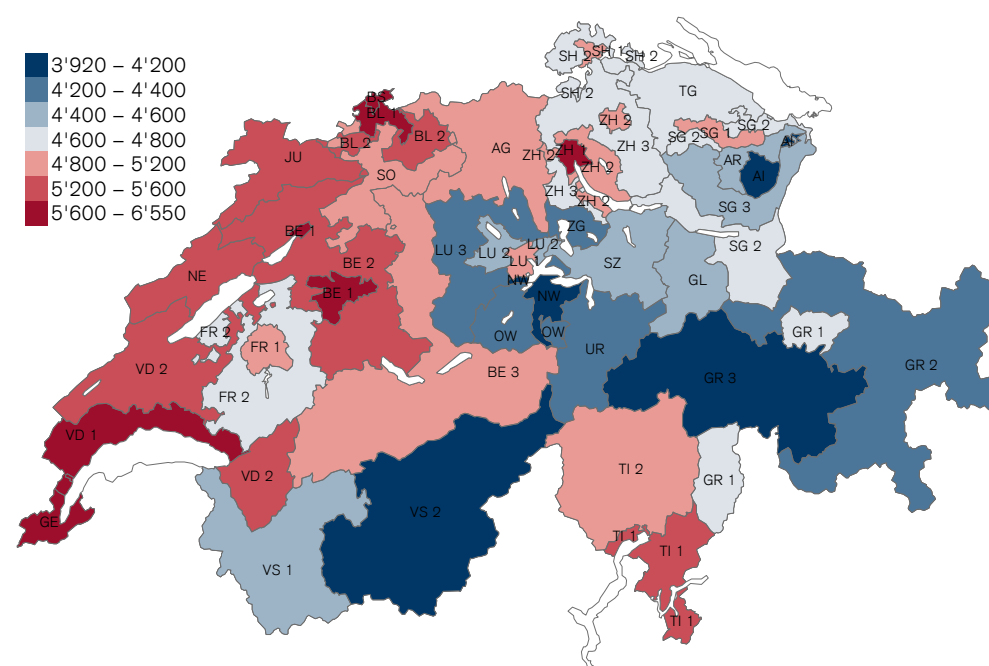 3'920 – 4'200
4'200 – 4'400
4'400 – 4'600
4'600 – 4'800
4'800 – 5'200
5'200 – 5'600
5'600 – 6'550
SH 2 SH 1 SH 2
SH 2
TG
BS
BL 1
BL 2 BL 2
ZH 2
SG 2 SG 1 SG 2
AI
JU
AG
ZH 2 ZH 1
ZH 3
ZH 2
AR
AI
SO
ZH 3 ZH 2
SG 3
BE 1
ZG
LU 3 LU 2 LU 2
LU 1
SG 2
BE 2
SZ
NE
NW
GL
BE 1
NW
FR 2
OW OW
GR 1
FR 1
UR
VD 2
BE 3
GR 3
GR 2
FR 2
VD 1
VD 2
TI 2
GR 1
GE
VS 2
TI 1
TI 1
VS 1
TI 1